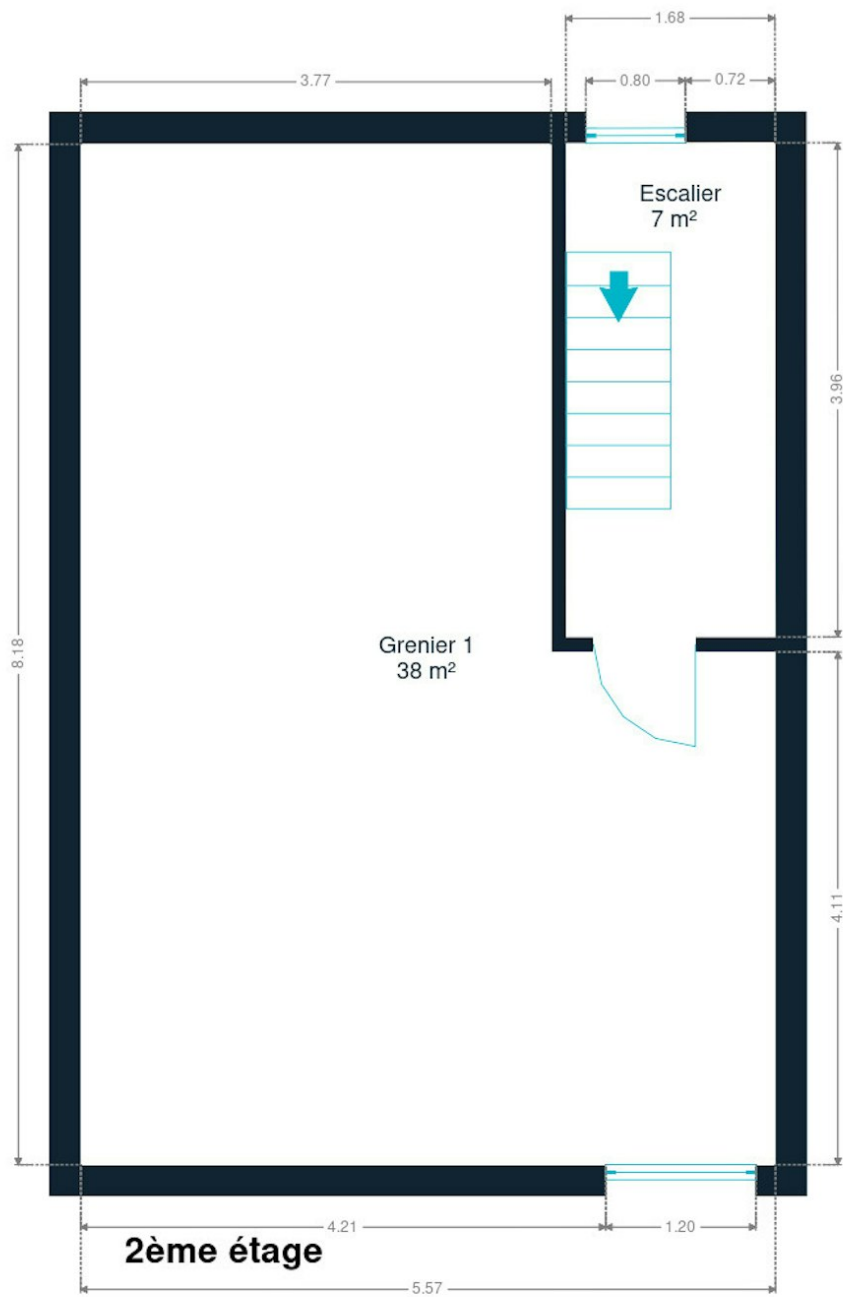 1.68
3.77
0.80
0.72
Escalier
7 m²
3.96
8.18
Grenier 1
38 m²
4.11
4.21
1.20
2ème étage
5.57